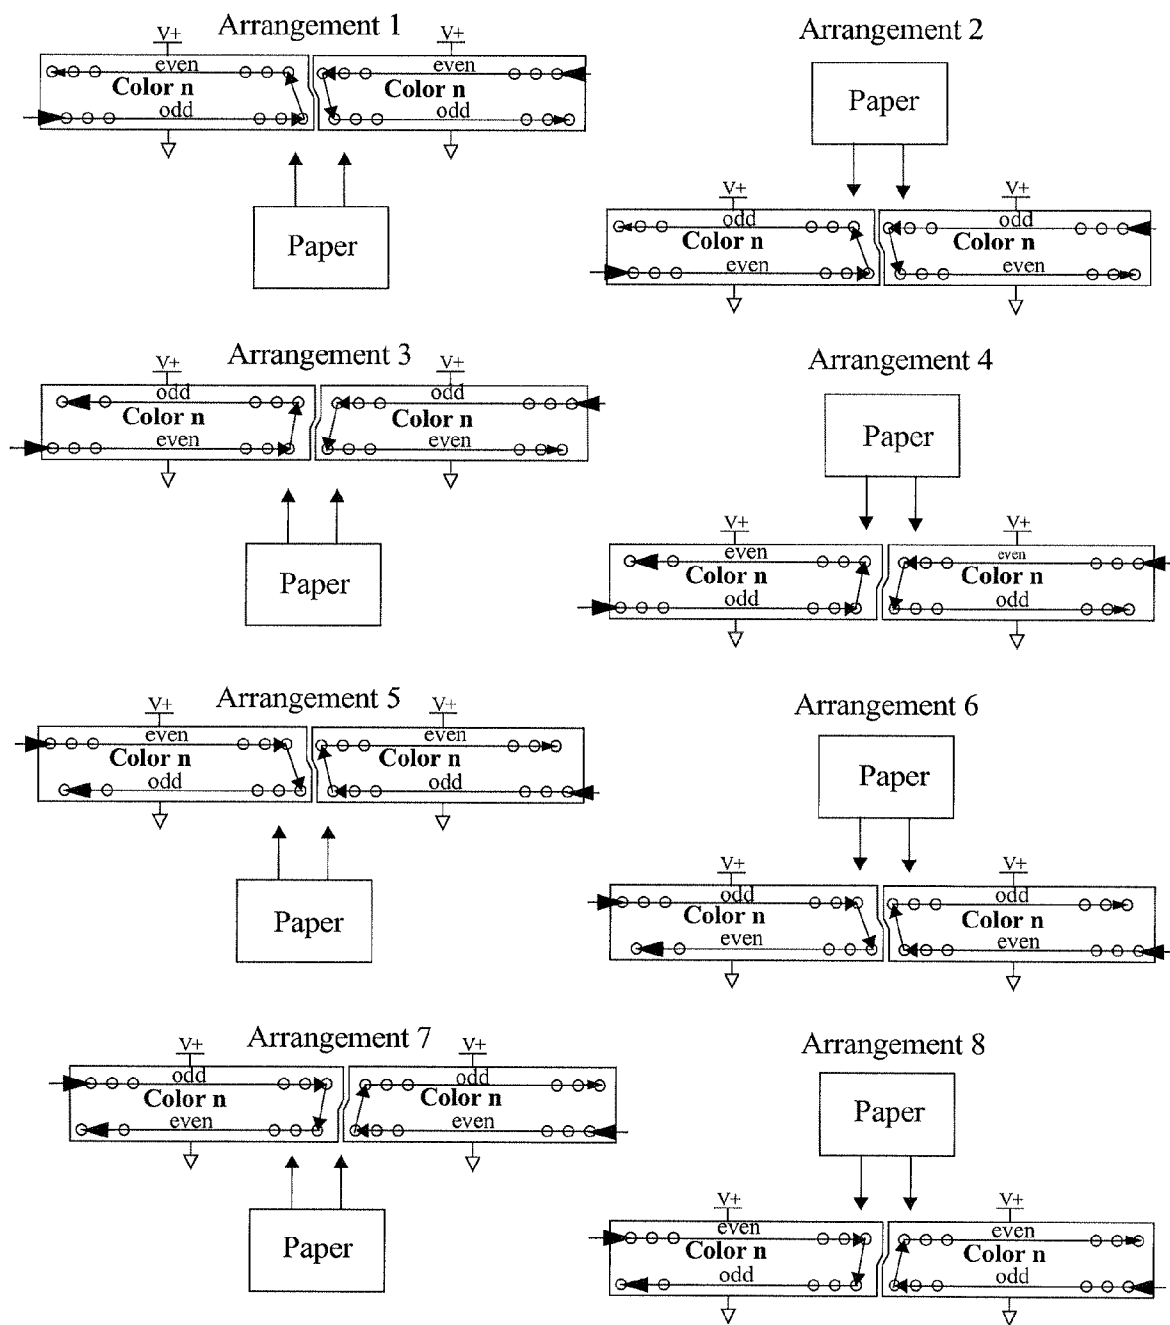 Arrangement 1
V+
V+
even
even
Color n
Color n
odd
odd
Paper
Arrangement 2
Paper
V+
V+
odd
odd
Color n
Color n
even
even
Arrangement 3
V+
V+
odd
odd
Color n
Color n
even
even
Paper
Arrangement 4
Paper
V+
V+
even
even
Color n
Color n
odd
odd
Arrangement 5
V+
V+
even
even
Color n
Color n
odd
odd
Paper
Arrangement 6
Paper
V+
V+
odd
odd
Color n
Color n
even
even
Arrangement 7
V+
V+
odd
odd
Color n
Color n
even
even
Paper
Arrangement 8
Paper
V+
V+
even
even
Color n
Color n
odd
odd